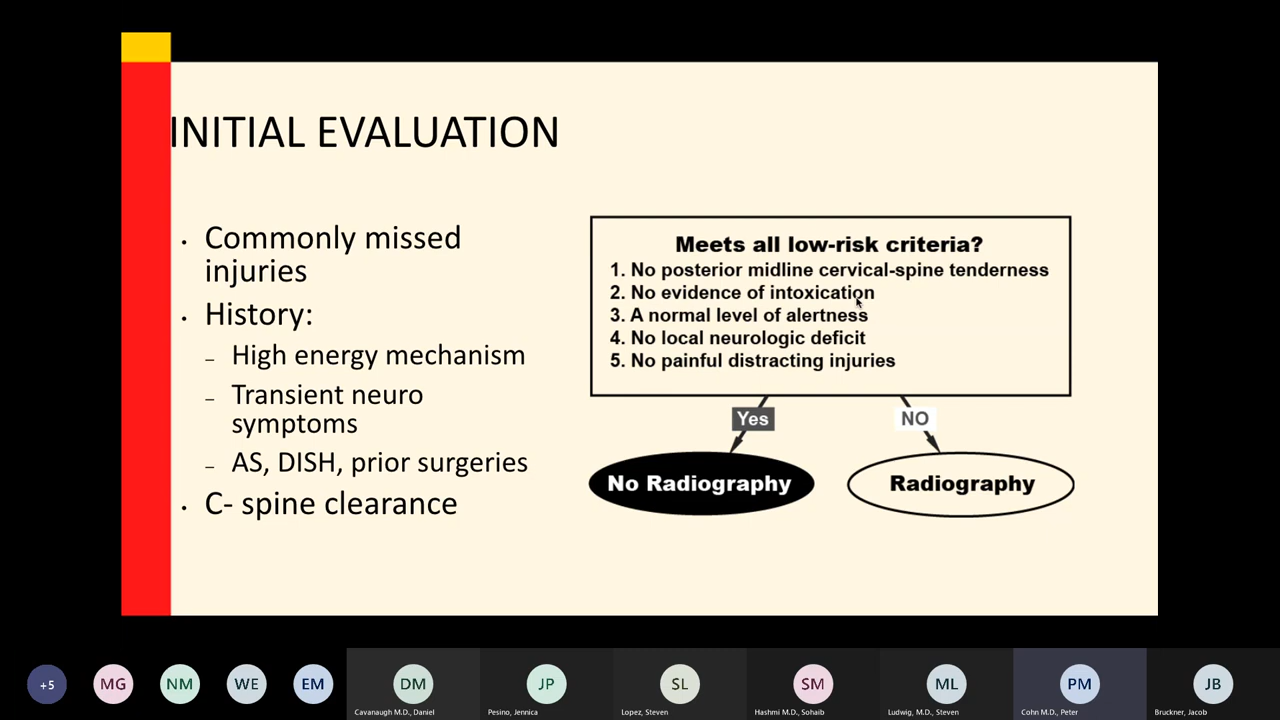 INITIAL EVALUATION
• Commonly missed
injuries
• History:
– High energy mechanism
– Transient neuro
symptoms
– AS, DISH, prior surgeries
• C- spine clearance
Meets all low-risk criteria?
1. No posterior midline cervical-spine tenderness
2. No evidence of intoxication
3. A normal level of alertness
4. No local neurologic deficit
5. No painful distracting injuries
Yes
NO
No Radiography
Radiography
+5
MG
NM
WE
EM
DM
JP
SL
SM
ML
PM
JB
Cavanaugh M.D., Daniel
Pesino, Jennica
Lopez, Steven
Hashmi M.D., Sohaib
Ludwig, M.D., Steven
Cohn M.D., Peter
Bruckner, Jacob